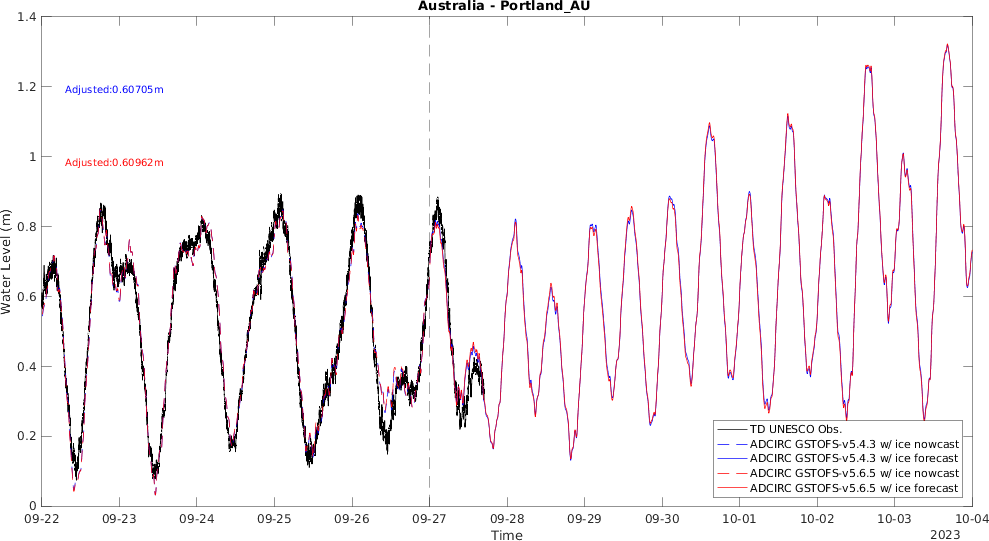 Australia - Portland_AU
1.4
1.2
1
0.8
0.6
0.4
0.2
0
Water Level (m)
Adjusted:0.60705m
Adjusted:0.60962m
TD UNESCO Obs.
ADCIRC GSTOFS-v5.4.3 w/ ice nowcast
ADCIRC GSTOFS-v5.4.3 w/ ice forecast
ADCIRC GSTOFS-v5.6.5 w/ ice nowcast
ADCIRC GSTOFS-v5.6.5 w/ ice forecast
09-22 09-23 09-24 09-25 09-26 09-27 09-28 09-29 09-30 10-01 10-02 10-03 10-04
Time
2023